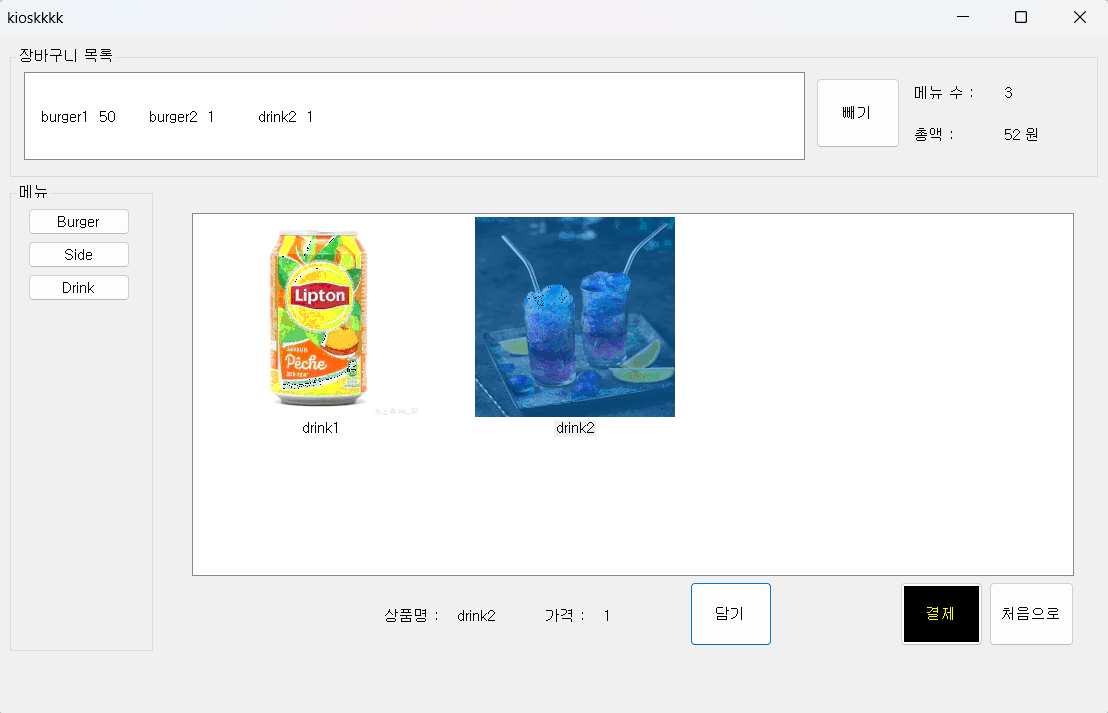 kioskkkk
장바구니 목록
burger1 50 burger2 1 drink2 1
빼기
메뉴 수 : 3
총액 : 52 원
메뉴
Burger
Side
Drink
Lipton
SAVEUR
Pêche
drink1
drink2
상품명 : drink2 가격 : 1
담기
결제
처음으로